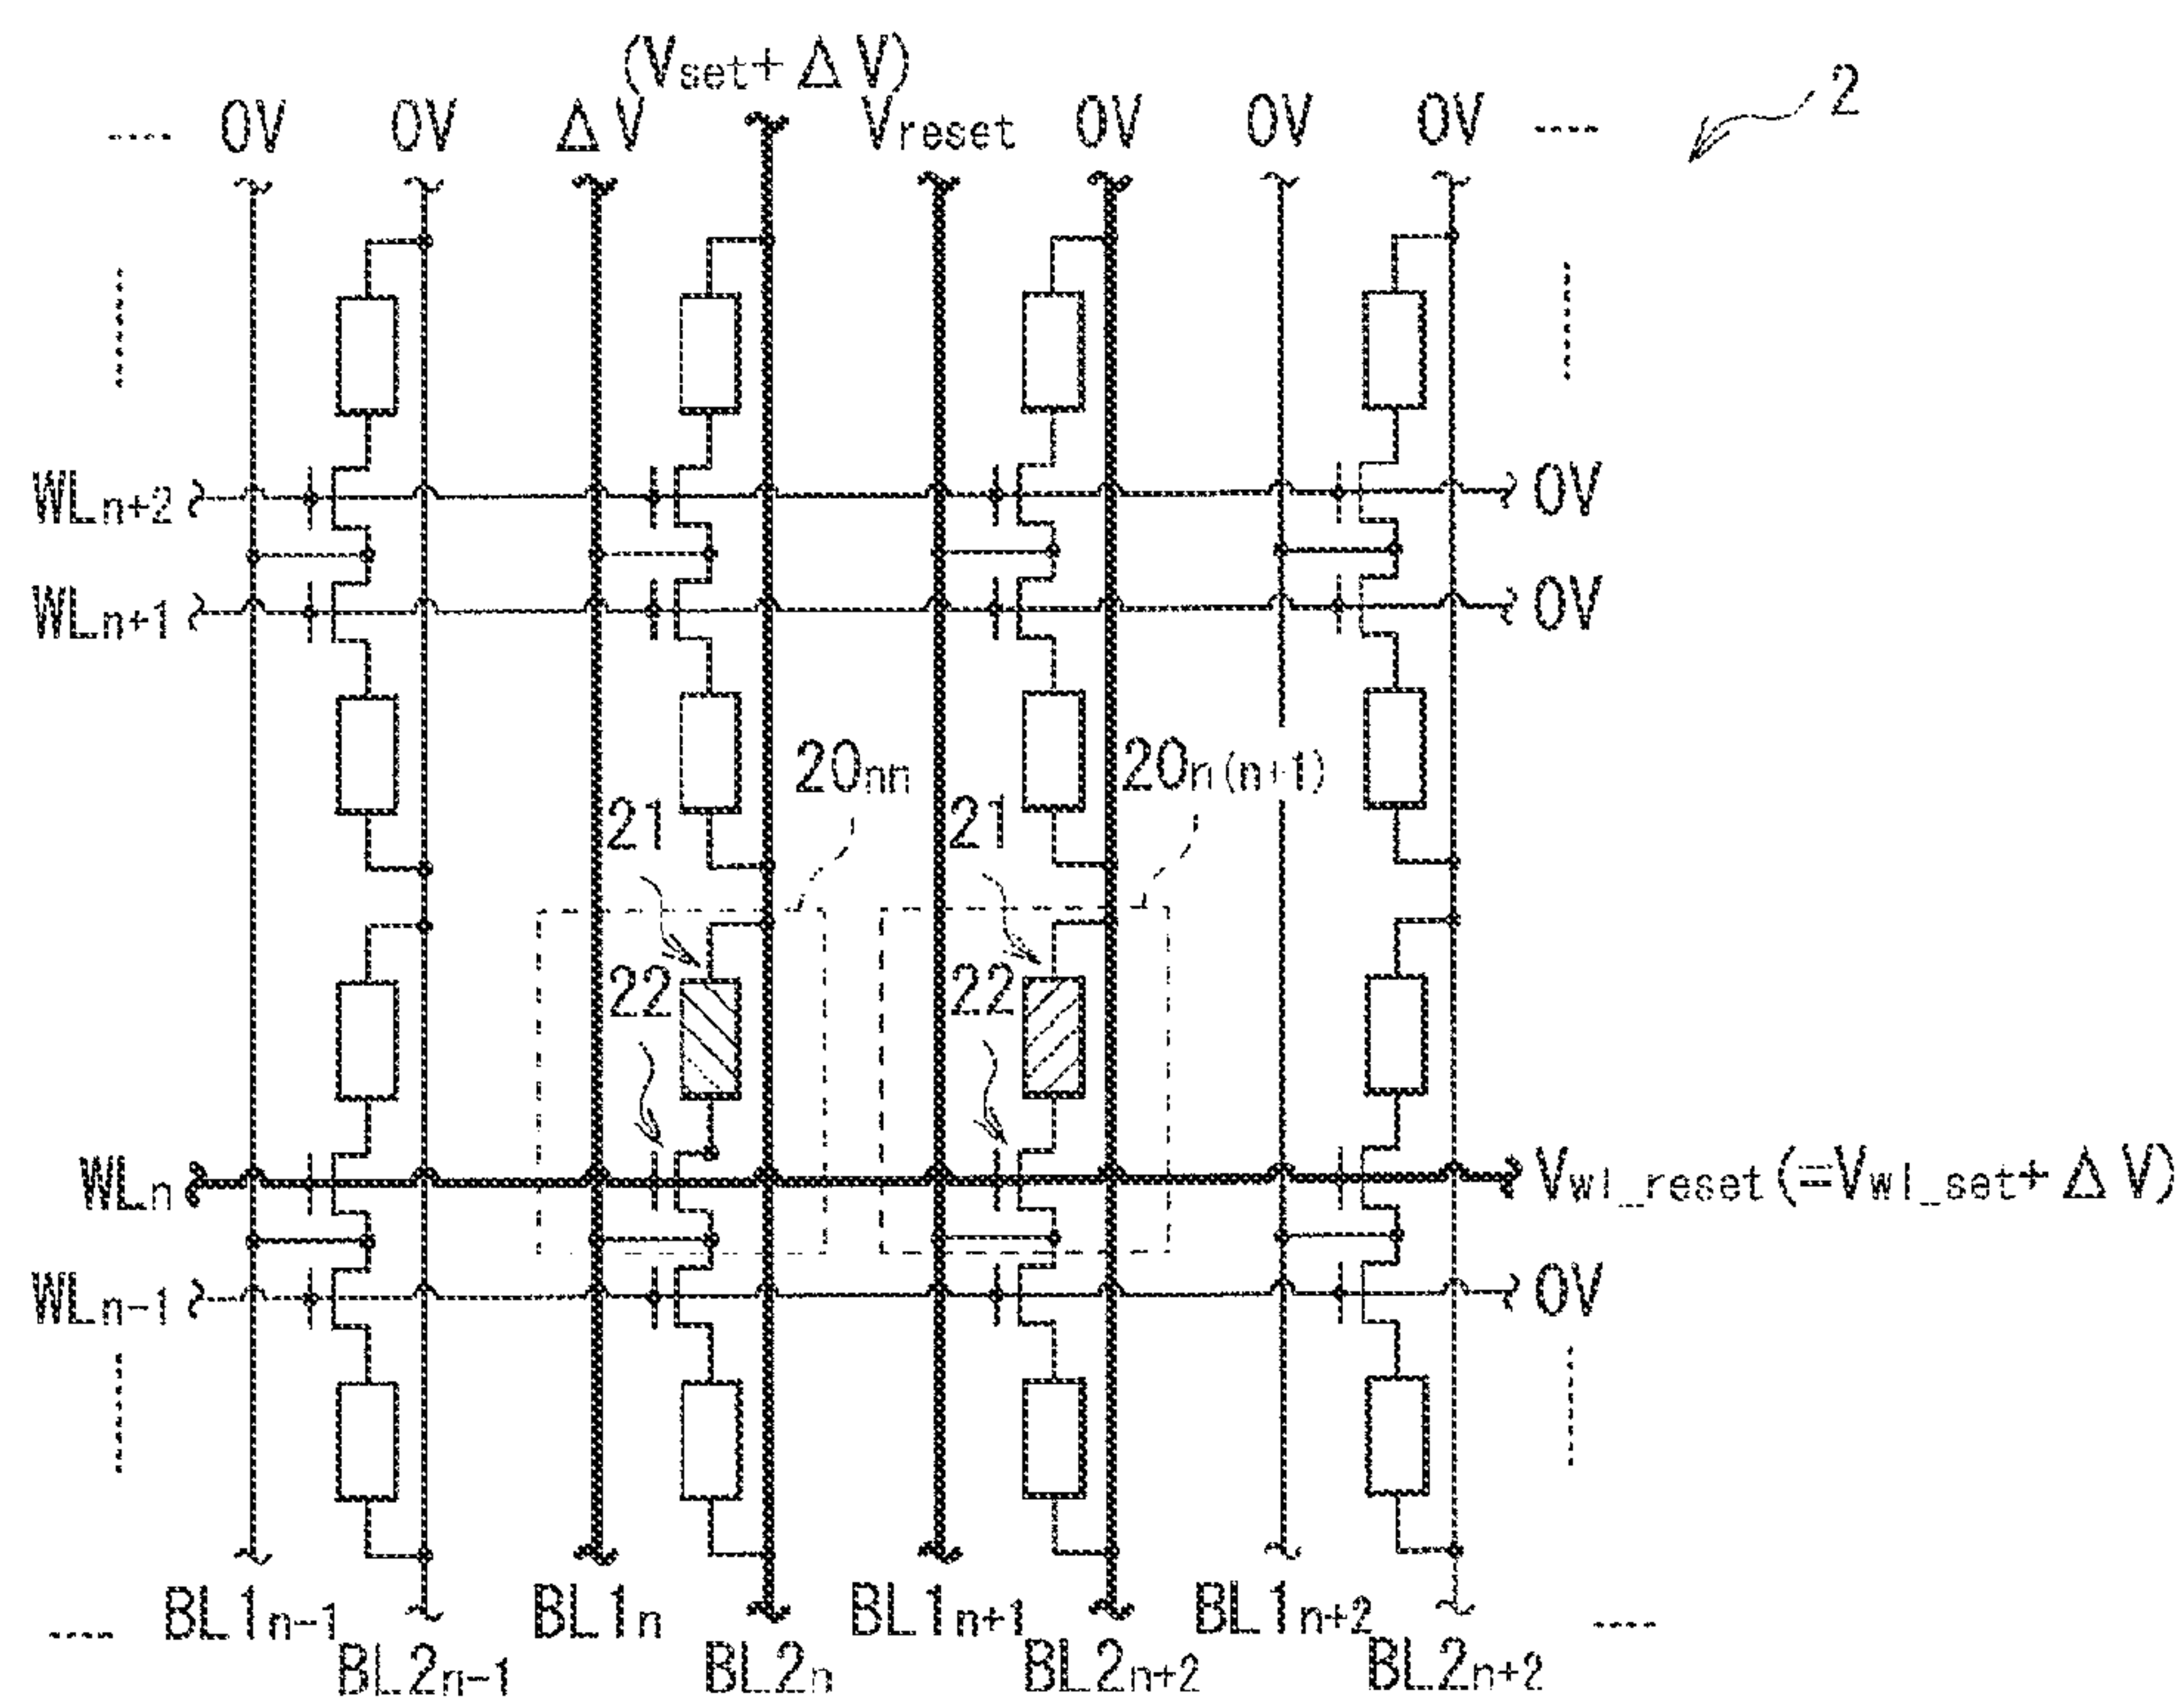 (Vset+ΔV)
0V 0V ΔV Vreset 0V 0V 0V 2
WLn+2 0V
WLn+1 0V
20nn 20n(n+1)
21 21
22 22
WLn Vwl_reset(=Vwl_set+ΔV)
WLn-1 0V
BL1n-1 BL1n BL1n+1 BL1n+2
BL2n-1 BL2n BL2n+2 BL2n+2